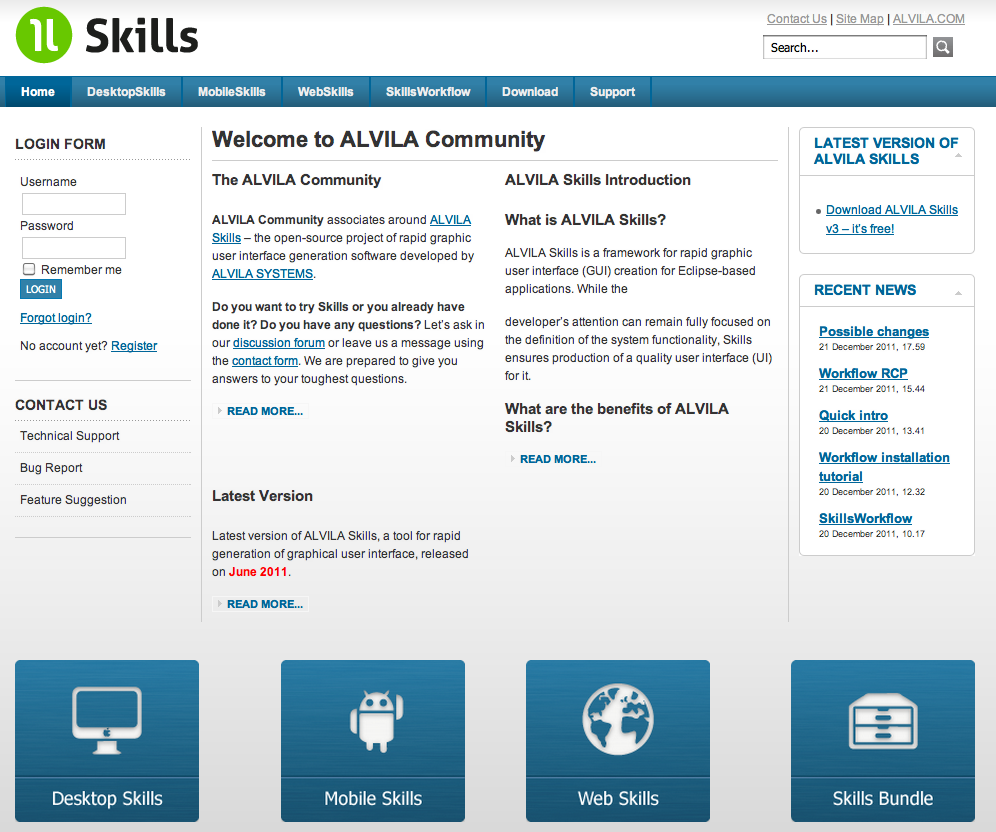 Skills
Contact Us | Site Map | ALVILA.COM
Search...
Home
DesktopSkills
MobileSkills
WebSkills
SkillsWorkflow
Download
Support
LOGIN FORM
Username
Password
Remember me
LOGIN
Forgot login?
No account yet? Register
CONTACT US
Technical Support
Bug Report
Feature Suggestion
Welcome to ALVILA Community
The ALVILA Community
ALVILA Community associates around ALVILA
Skills – the open-source project of rapid graphic
user interface generation software developed by
ALVILA SYSTEMS.
Do you want to try Skills or you already have
done it? Do you have any questions? Let's ask in
our discussion forum or leave us a message using
the contact form. We are prepared to give you
answers to your toughest questions.
READ MORE...
ALVILA Skills Introduction
What is ALVILA Skills?
ALVILA Skills is a framework for rapid graphic
user interface (GUI) creation for Eclipse-based
applications. While the
developer's attention can remain fully focused on
the definition of the system functionality, Skills
ensures production of a quality user interface (UI)
for it.
What are the benefits of ALVILA
Skills?
READ MORE...
Latest Version
Latest version of ALVILA Skills, a tool for rapid
generation of graphical user interface, released
on June 2011.
READ MORE...
LATEST VERSION OF
ALVILA SKILLS
Download ALVILA Skills
v3 – it's free!
RECENT NEWS
Possible changes
21 December 2011, 17.59
Workflow RCP
21 December 2011, 15.44
Quick intro
20 December 2011, 13.41
Workflow installation
tutorial
20 December 2011, 12.32
SkillsWorkflow
20 December 2011, 10.17
Desktop Skills
Mobile Skills
Web Skills
Skills Bundle